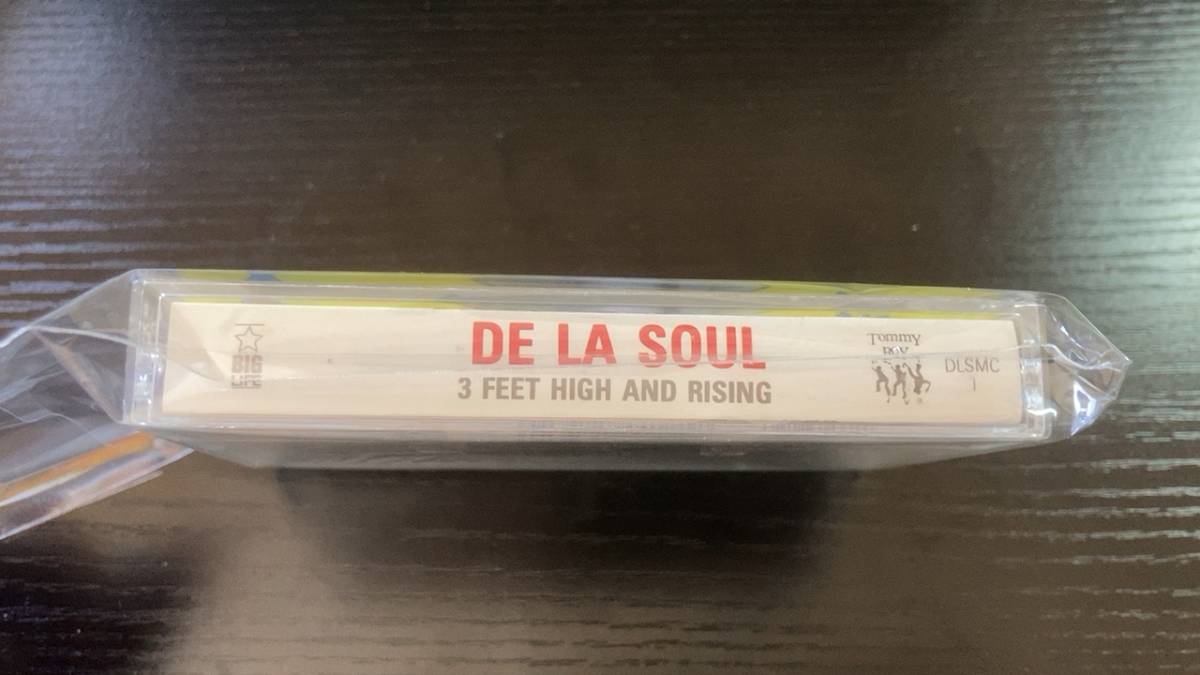 BIG
LIFE
DE LA SOUL
3 FEET HIGH AND RISING
Tommy
BOY
DLSMC
1